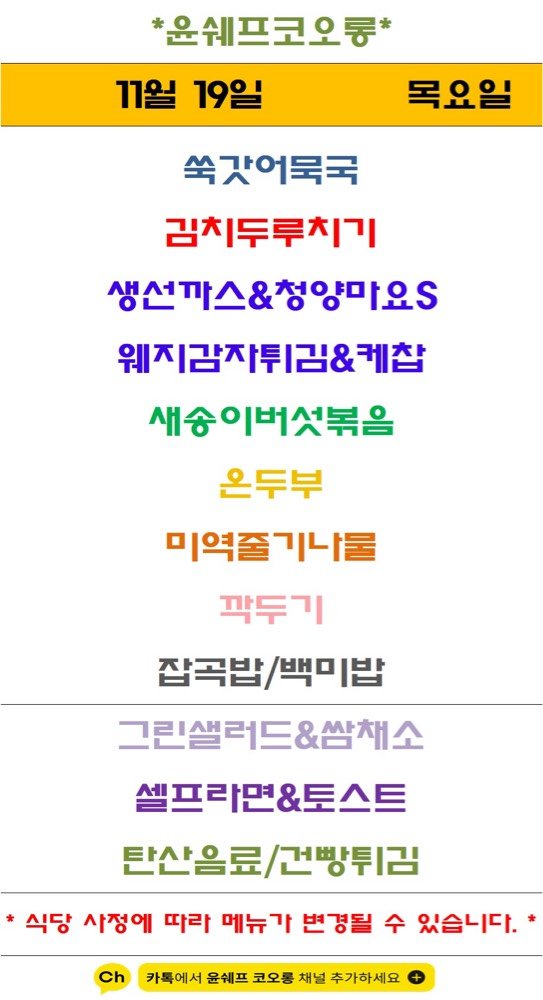 *윤쉐프코오롱*
11월 19일 목요일
쑥갓어묵국
김치두루치기
생선까스&청양마요S
웨지감자튀김&케찹
새송이버섯볶음
온두부
미역줄기나물
깍두기
잡곡밥/백미밥
그린샐러드&쌈채소
셀프라면&토스트
탄산음료/건빵튀김
* 식당 사정에 따라 메뉴가 변경될 수 있습니다. *
Ch 카톡에서 윤쉐프 코오롱 채널 추가하세요